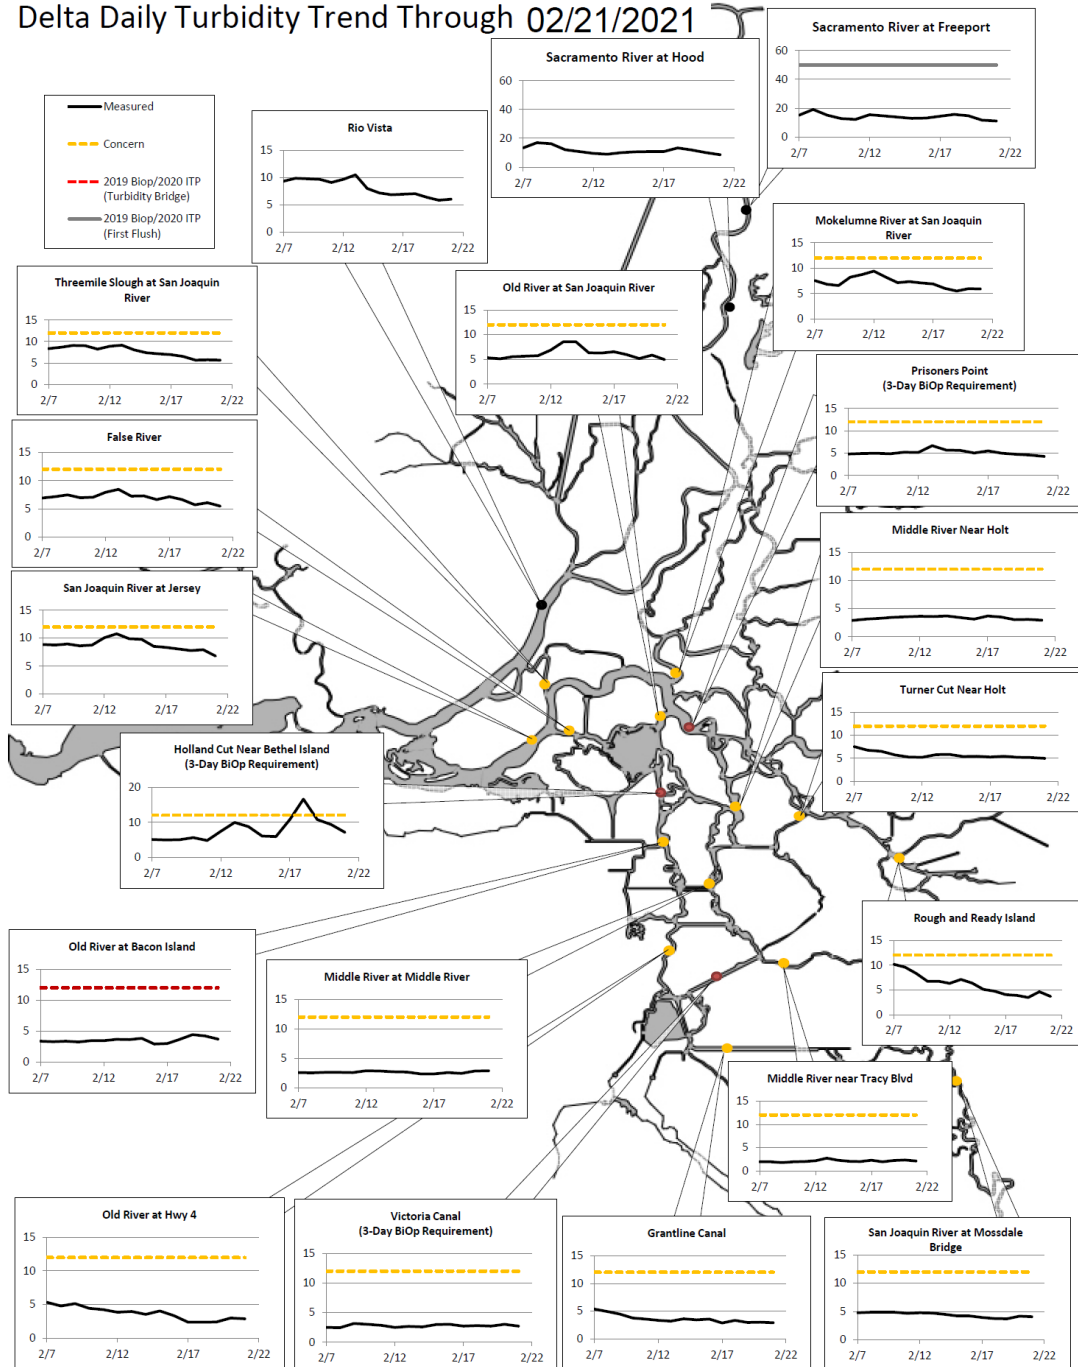 Delta Daily Turbidity Trend Through 02/21/2021
Measured
Concern
2019 Biop/2020 ITP
(Turbidity Bridge)
2019 Biop/2020 ITP
(First Flush)
Rio Vista
15
10
5
0
2/7 2/12 2/17 2/22
Sacramento River at Hood
60
40
20
0
2/7 2/12 2/17 2/22
Sacramento River at Freeport
60
40
20
0
2/7 2/12 2/17 2/22
Mokelumne River at San Joaquin
River
15
10
5
0
2/7 2/12 2/17 2/22
Threemile Slough at San Joaquin
River
15
10
5
0
2/7 2/12 2/17 2/22
Old River at San Joaquin River
15
10
5
0
2/7 2/12 2/17 2/22
Prisoners Point
(3-Day BiOp Requirement)
15
10
5
0
2/7 2/12 2/17 2/22
False River
15
10
5
0
2/7 2/12 2/17 2/22
Middle River Near Holt
15
10
5
0
2/7 2/12 2/17 2/22
San Joaquin River at Jersey
15
10
5
0
2/7 2/12 2/17 2/22
Turner Cut Near Holt
15
10
5
0
2/7 2/12 2/17 2/22
Holland Cut Near Bethel Island
(3-Day BiOp Requirement)
20
10
0
2/7 2/12 2/17 2/22
Rough and Ready Island
15
10
5
0
2/7 2/12 2/17 2/22
Old River at Bacon Island
15
10
5
0
2/7 2/12 2/17 2/22
Middle River at Middle River
15
10
5
0
2/7 2/12 2/17 2/22
Middle River near Tracy Blvd
15
10
5
0
2/7 2/12 2/17 2/22
Old River at Hwy 4
15
10
5
0
2/7 2/12 2/17 2/22
Victoria Canal
(3-Day BiOp Requirement)
15
10
5
0
2/7 2/12 2/17 2/22
Grantline Canal
15
10
5
0
2/7 2/12 2/17 2/22
San Joaquin River at Mossdale
Bridge
15
10
5
0
2/7 2/12 2/17 2/22